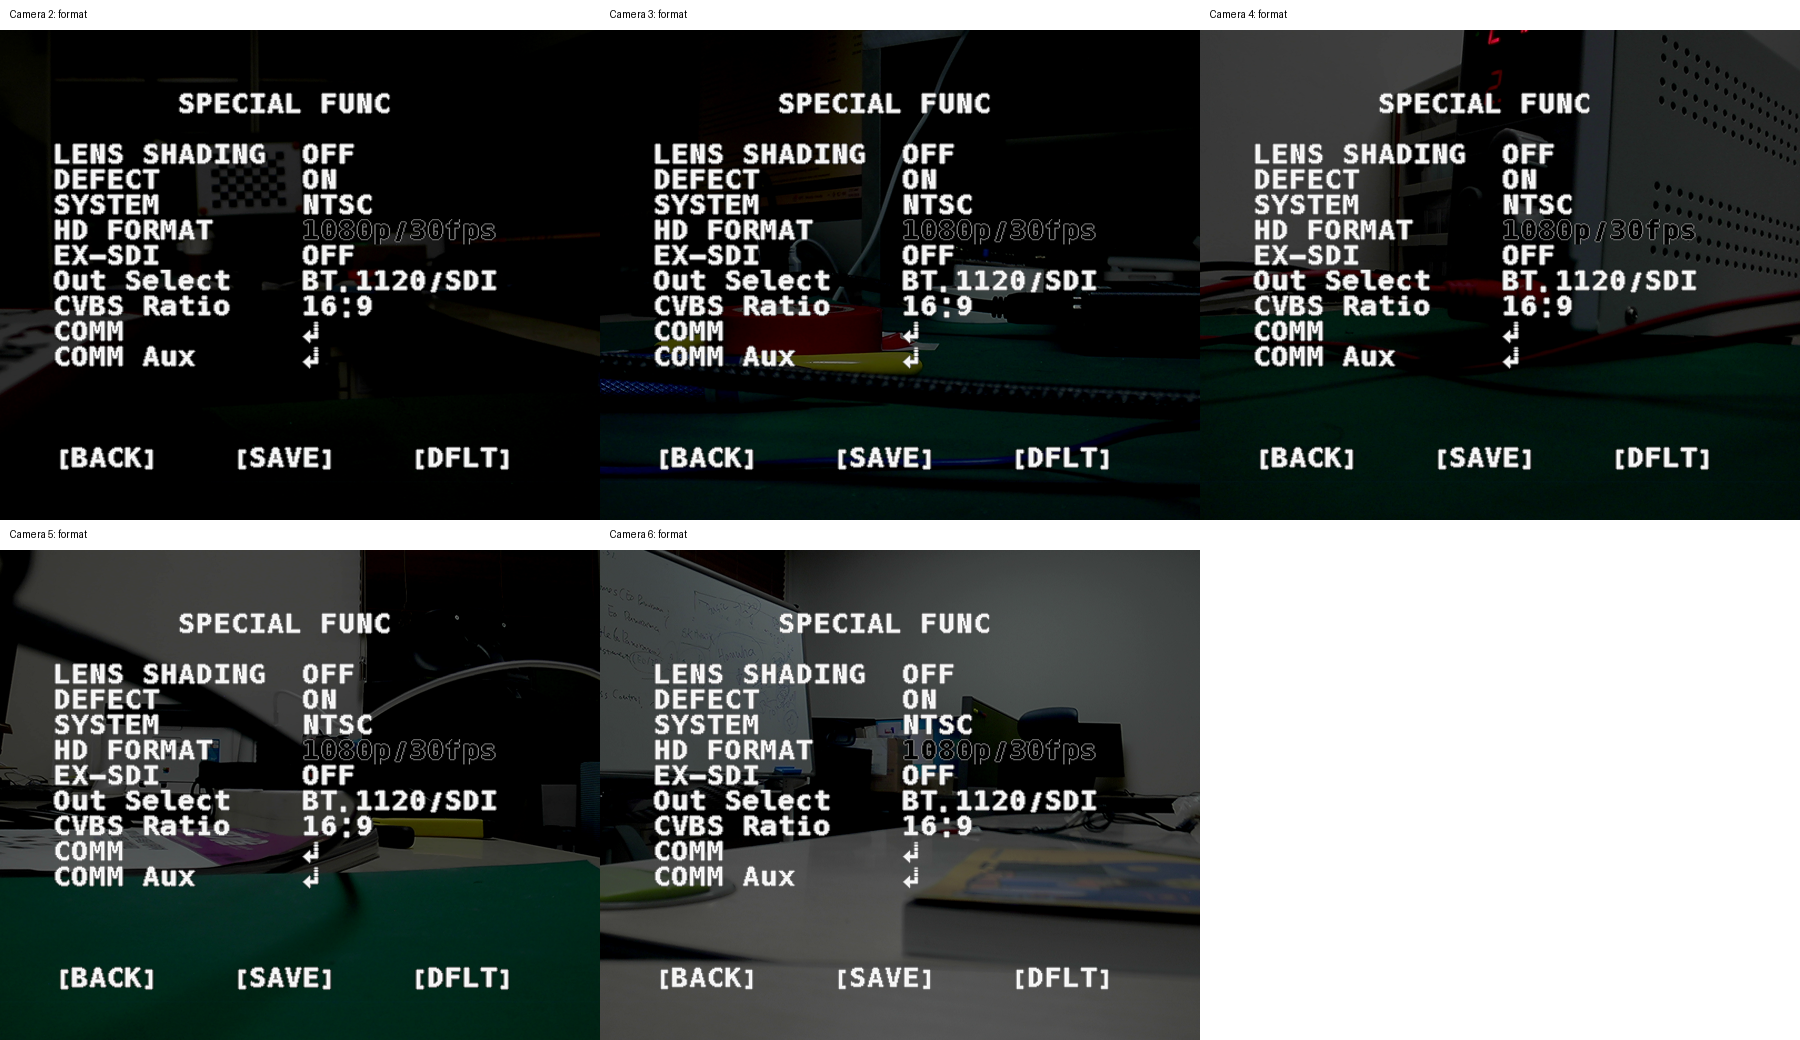 Camera 2: format
SPECIAL FUNC
LENS SHADING OFF
DEFECT ON
SYSTEM NTSC
HD FORMAT 1080p/30fps
EX-SDI OFF
Out Select BT.1120/SDI
CVBS Ratio 16:9
COMM ↲
COMM Aux ↲
[BACK] [SAVE] [DFLT]
Camera 3: format
SPECIAL FUNC
LENS SHADING OFF
DEFECT ON
SYSTEM NTSC
HD FORMAT 1080p/30fps
EX-SDI OFF
Out Select BT.1120/SDI
CVBS Ratio 16:9
COMM ↲
COMM Aux ↲
[BACK] [SAVE] [DFLT]
Camera 4: format
SPECIAL FUNC
LENS SHADING OFF
DEFECT ON
SYSTEM NTSC
HD FORMAT 1080p/30fps
EX-SDI OFF
Out Select BT.1120/SDI
CVBS Ratio 16:9
COMM ↲
COMM Aux ↲
[BACK] [SAVE] [DFLT]
Camera 5: format
SPECIAL FUNC
LENS SHADING OFF
DEFECT ON
SYSTEM NTSC
HD FORMAT 1080p/30fps
EX-SDI OFF
Out Select BT.1120/SDI
CVBS Ratio 16:9
COMM ↲
COMM Aux ↲
[BACK] [SAVE] [DFLT]
Camera 6: format
SPECIAL FUNC
LENS SHADING OFF
DEFECT ON
SYSTEM NTSC
HD FORMAT 1080p/30fps
EX-SDI OFF
Out Select BT.1120/SDI
CVBS Ratio 16:9
COMM ↲
COMM Aux ↲
[BACK] [SAVE] [DFLT]